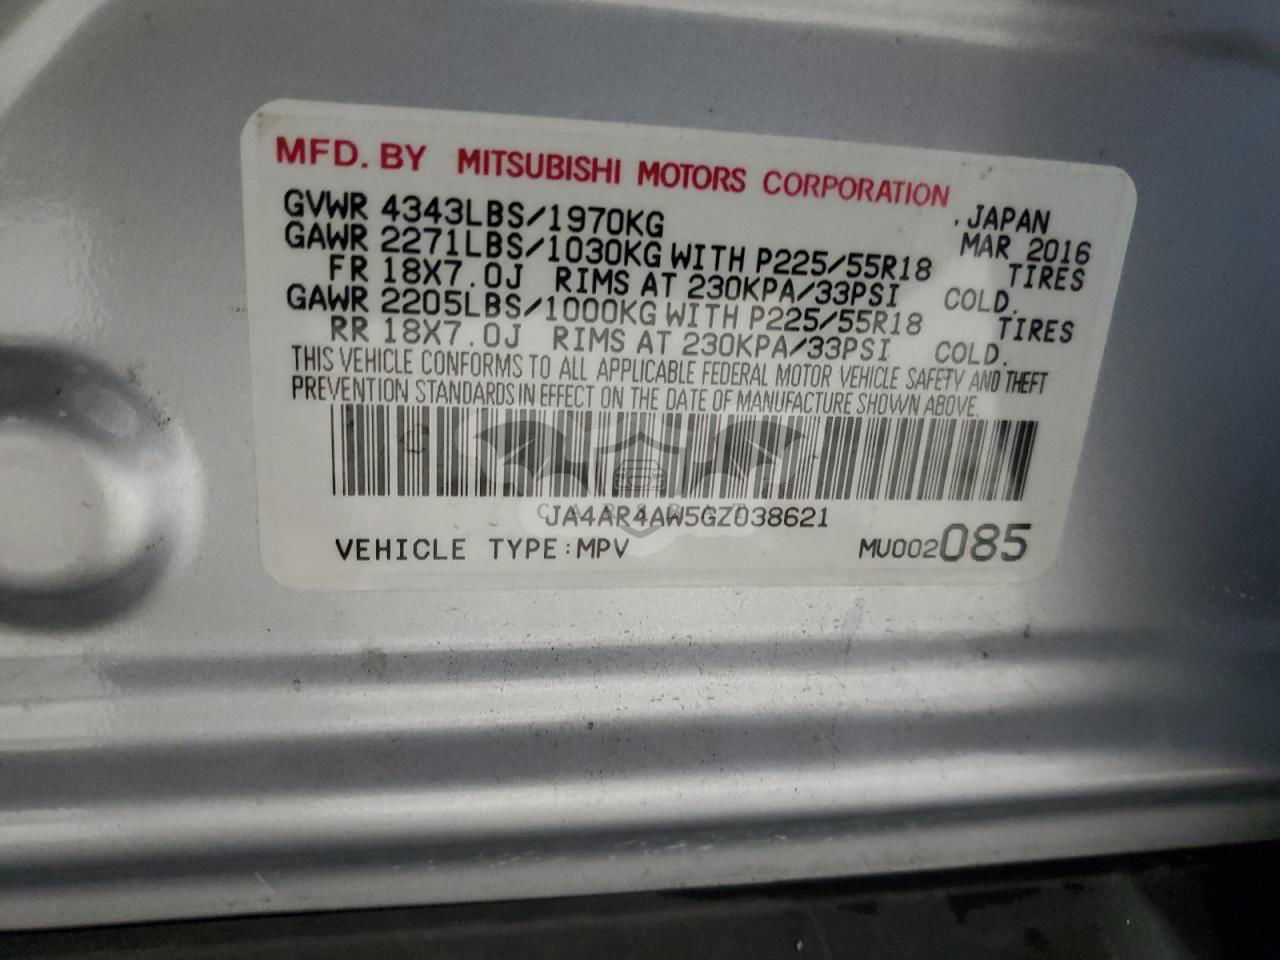 MFD. BY MITSUBISHI MOTORS CORPORATION
GVWR 4343LBS/1970KG . JAPAN
MAR 2016
GAWR 2271LBS/1030KG WITH P225/55R18 TIRES
FR 18X7.0J RIMS AT 230KPA/33PSI COLD.
GAWR 2205LBS/1000KG WITH P225/55R18 TIRES
RR 18X7.0J RIMS AT 230KPA/33PSI COLD.
THIS VEHICLE CONFORMS TO ALL APPLICABLE FEDERAL MOTOR VEHICLE SAFETY AND THEFT
PREVENTION STANDARDS IN EFFECT ON THE DATE OF MANUFACTURE SHOWN ABOVE.
JA4AR4AW5GZ038621
VEHICLE TYPE:MPV MU002085